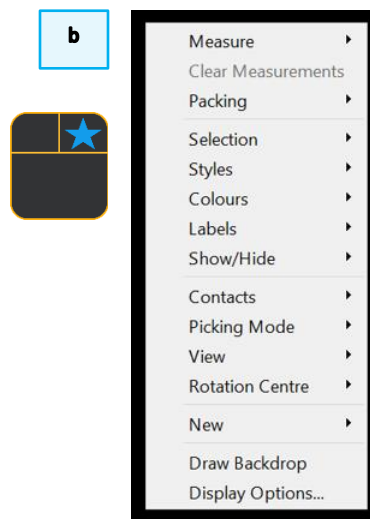 b
Measure
Clear Measurements
Packing
Selection
Styles
Colours
Labels
Show/Hide
Contacts
Picking Mode
View
Rotation Centre
New
Draw Backdrop
Display Options...